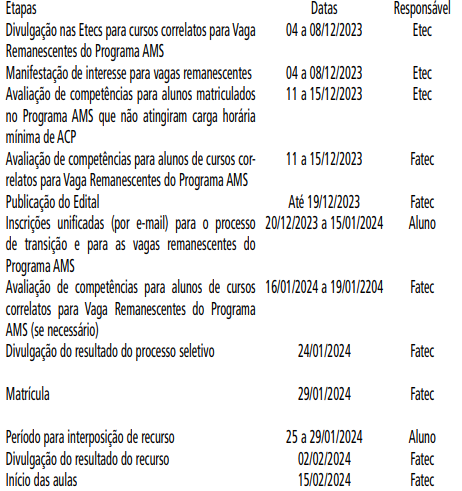 Etapas Datas Responsável
Divulgação nas Etecs para cursos correlatos para Vaga 04 a 08/12/2023 Etec
Remanescentes do Programa AMS
Manifestação de interesse para vagas remanescentes 04 a 08/12/2023 Etec
Avaliação de competências para alunos matriculados 11 a 15/12/2023 Etec
no Programa AMS que não atingiram carga horária
mínima de ACP
Avaliação de competências para alunos de cursos cor- 11 a 15/12/2023 Fatec
relatos para Vaga Remanescentes do Programa AMS
Publicação do Edital Até 19/12/2023 Fatec
Inscrições unificadas (por e-mail) para o processo 20/12/2023 a 15/01/2024 Aluno
de transição e para as vagas remanescentes do
Programa AMS
Avaliação de competências para alunos de cursos 16/01/2024 a 19/01/2204 Fatec
correlatos para Vaga Remanescentes do Programa
AMS (se necessário)
Divulgação do resultado do processo seletivo 24/01/2024 Fatec
Matrícula 29/01/2024 Fatec
Período para interposição de recurso 25 a 29/01/2024 Aluno
Divulgação do resultado do recurso 02/02/2024 Fatec
Início das aulas 15/02/2024 Fatec